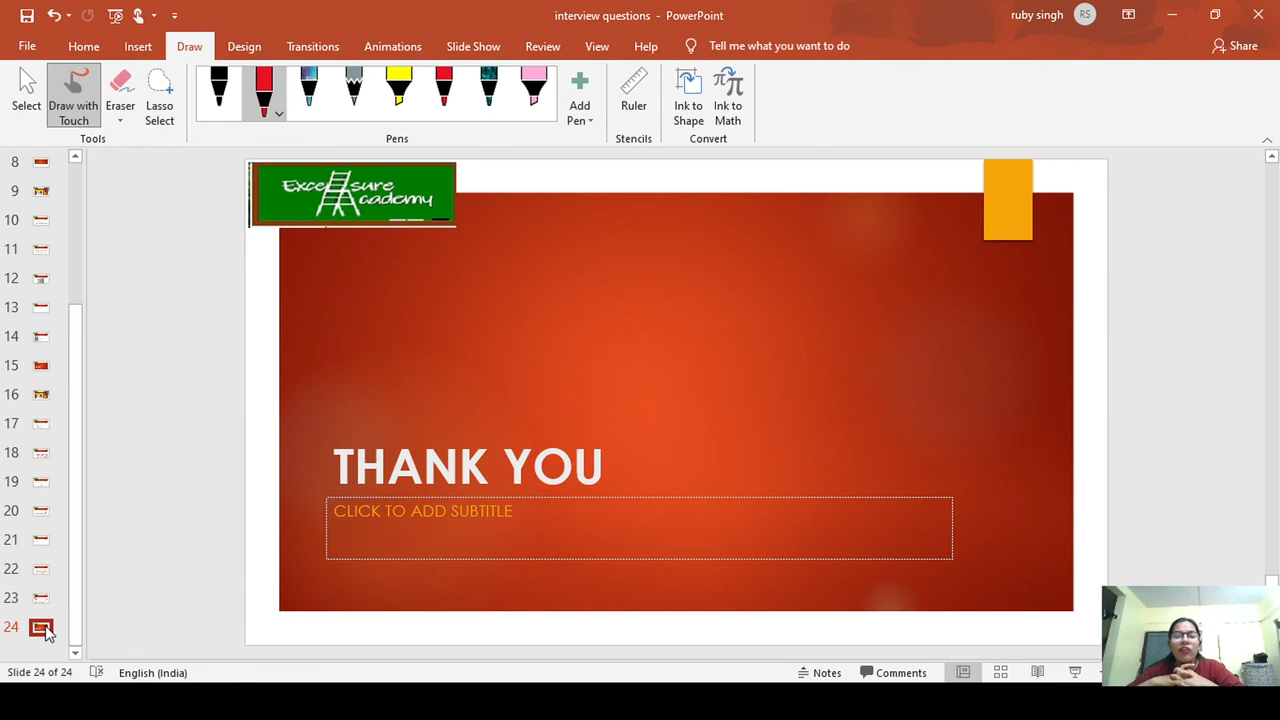 interview questions - PowerPoint
ruby singh
RS
File
Home
Insert
Draw
Design
Transitions
Animations
Slide Show
Review
View
Help
Tell me what you want to do
Share
Select
Draw with Touch
Eraser
Lasso Select
Add Pen
Ruler
Ink to Shape
Ink to Math
Tools
Pens
Stencils
Convert
8
9
10
11
12
13
14
15
16
17
18
19
20
21
22
23
24
THANK YOU
CLICK TO ADD SUBTITLE
Slide 24 of 24
English (India)
Notes
Comments